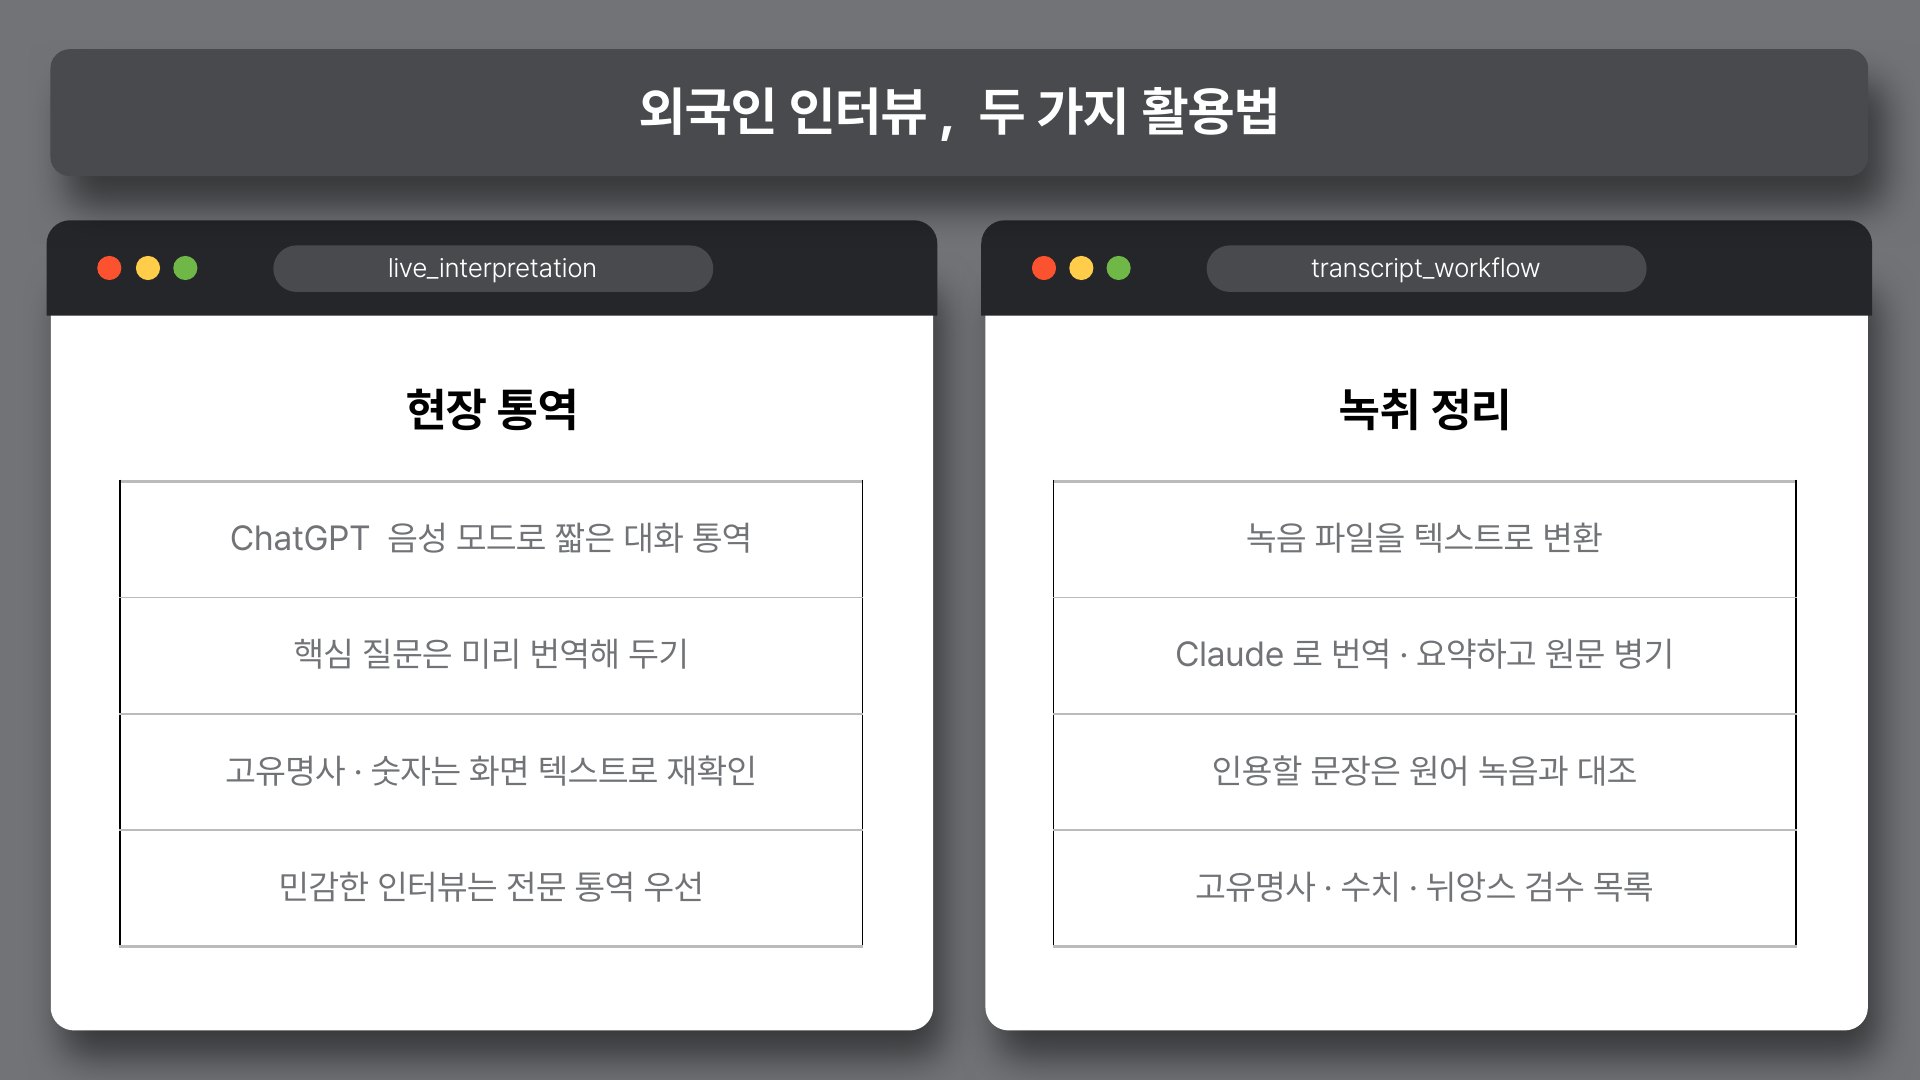 외국인 인터뷰 , 두 가지 활용법
live_interpretation
현장 통역
ChatGPT 음성 모드로 짧은 대화 통역
핵심 질문은 미리 번역해 두기
고유명사 · 숫자는 화면 텍스트로 재확인
민감한 인터뷰는 전문 통역 우선
transcript_workflow
녹취 정리
녹음 파일을 텍스트로 변환
Claude 로 번역 · 요약하고 원문 병기
인용할 문장은 원어 녹음과 대조
고유명사 · 수치 · 뉘앙스 검수 목록